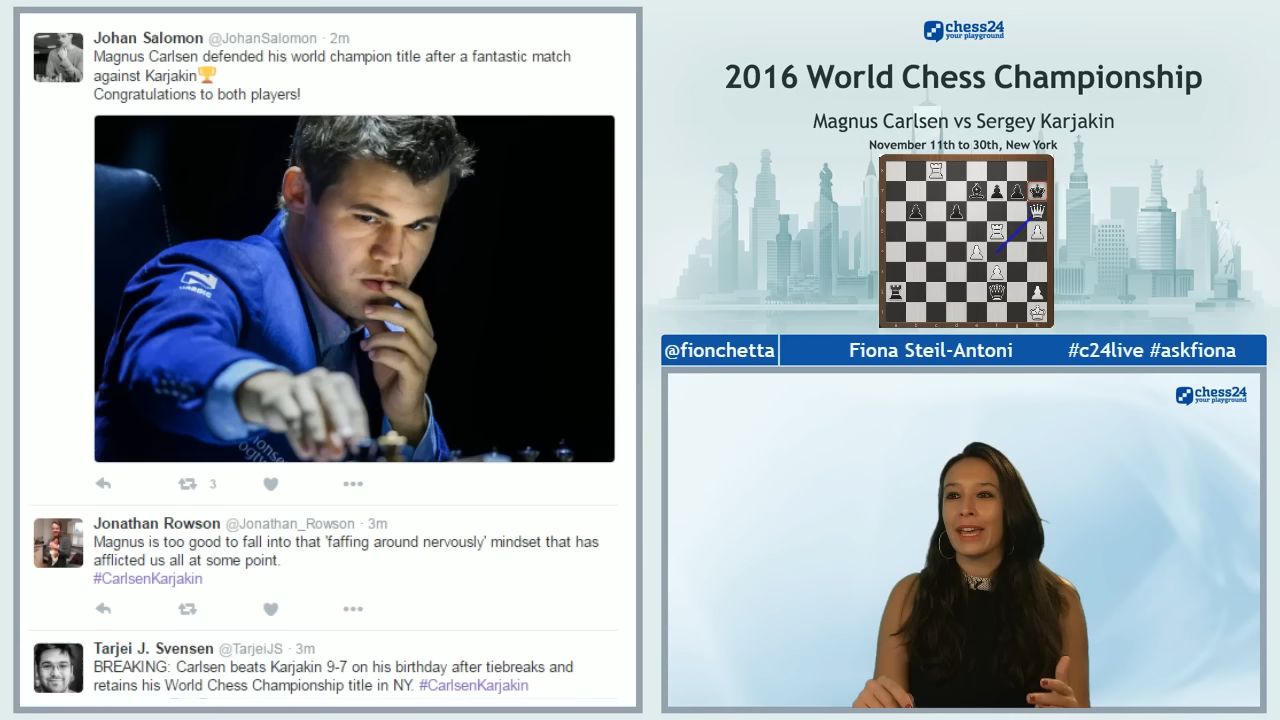 Johan Salomon @JohanSalomon · 2m
Magnus Carlsen defended his world champion title after a fantastic match
against Karjakin🏆
Congratulations to both players!
3
Jonathan Rowson @Jonathan_Rowson · 3m
Magnus is too good to fall into that 'faffing around nervously' mindset that has
afflicted us all at some point.
#CarlsenKarjakin
Tarjei J. Svensen @TarjeiJS · 3m
BREAKING: Carlsen beats Karjakin 9-7 on his birthday after tiebreaks and
retains his World Chess Championship title in NY. #CarlsenKarjakin
chess24
your playground
2016 World Chess Championship
Magnus Carlsen vs Sergey Karjakin
November 11th to 30th, New York
@fionchetta Fiona Steil-Antoni #c24live #askfiona
chess24
your playground